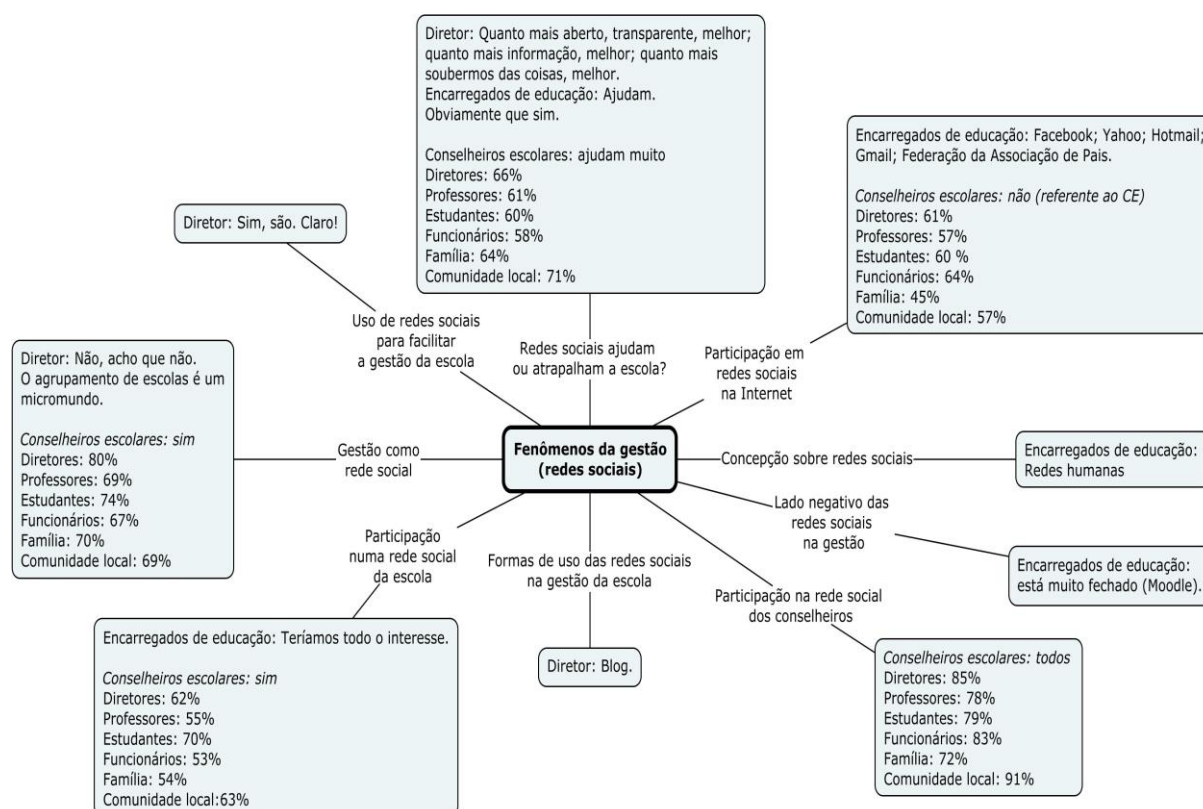 Diretor: Quanto mais aberto, transparente, melhor;
quanto mais informação, melhor; quanto mais
soubermos das coisas, melhor.
Encarregados de educação: Ajudam.
Obviamente que sim.
Conselheiros escolares: ajudam muito
Diretores: 66%
Professores: 61%
Estudantes: 60%
Funcionários: 58%
Família: 64%
Comunidade local: 71%
Encarregados de educação: Facebook; Yahoo; Hotmail;
Gmail; Federação da Associação de Pais.
Conselheiros escolares: não (referente ao CE)
Diretores: 61%
Professores: 57%
Estudantes: 60 %
Funcionários: 64%
Família: 45%
Comunidade local: 57%
Diretor: Sim, são. Claro!
Uso de redes sociais
para facilitar
a gestão da escola
Redes sociais ajudam
ou atrapalham a escola?
Participação em
redes sociais
na Internet
Diretor: Não, acho que não.
O agrupamento de escolas é um
micromundo.
Conselheiros escolares: sim
Diretores: 80%
Professores: 69%
Estudantes: 74%
Funcionários: 67%
Família: 70%
Comunidade local: 69%
Gestão como
rede social
Fenômenos da gestão
(redes sociais)
Concepção sobre redes sociais
Encarregados de educação:
Redes humanas
Lado negativo das
redes sociais
na gestão
Encarregados de educação:
está muito fechado (Moodle).
Participação
numa rede social
da escola
Formas de uso das redes sociais
na gestão da escola
Participação na rede social
dos conselheiros
Encarregados de educação: Teríamos todo o interesse.
Conselheiros escolares: sim
Diretores: 62%
Professores: 55%
Estudantes: 70%
Funcionários: 53%
Família: 54%
Comunidade local:63%
Diretor: Blog.
Conselheiros escolares: todos
Diretores: 85%
Professores: 78%
Estudantes: 79%
Funcionários: 83%
Família: 72%
Comunidade local: 91%